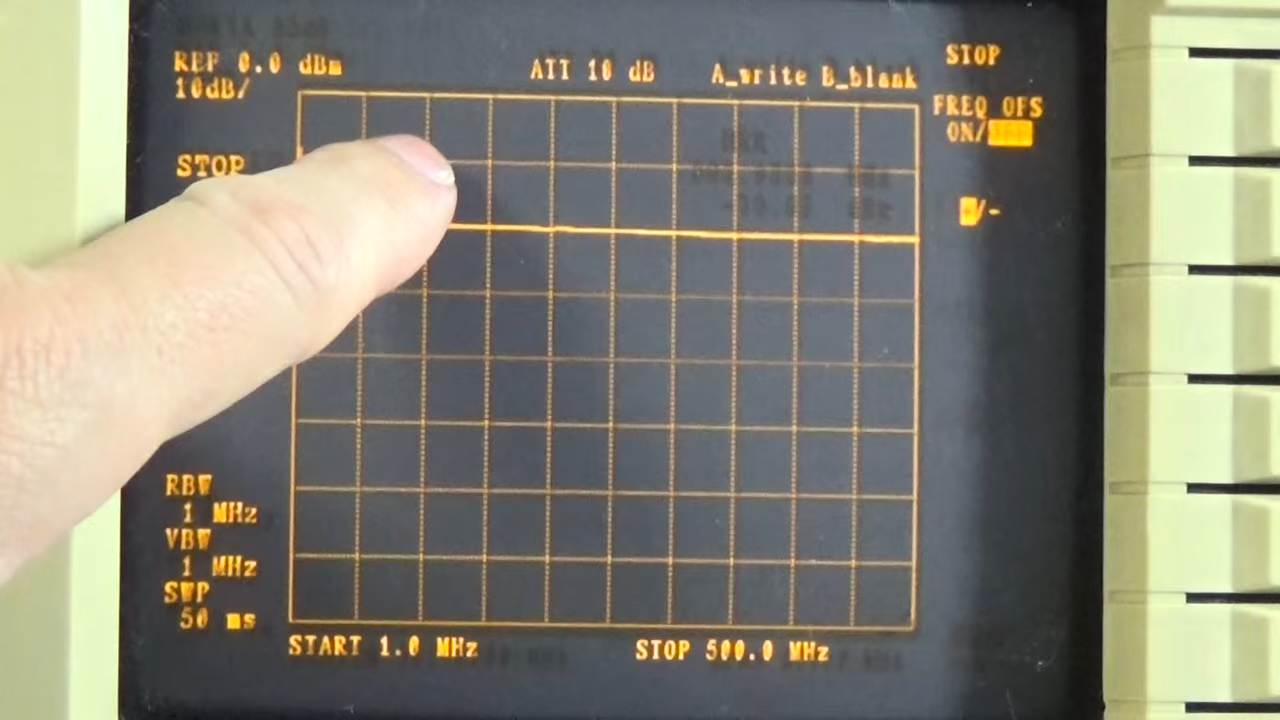 REF 0.0 dBm
ATT 10 dB
A_write B_blank
10dB/
STOP
RBW
1 MHz
VBW
1 MHz
SWP
50 ms
START 1.0 MHz
STOP 500.0 MHz
STOP
FREQ OFS
ON/OFF
+/-